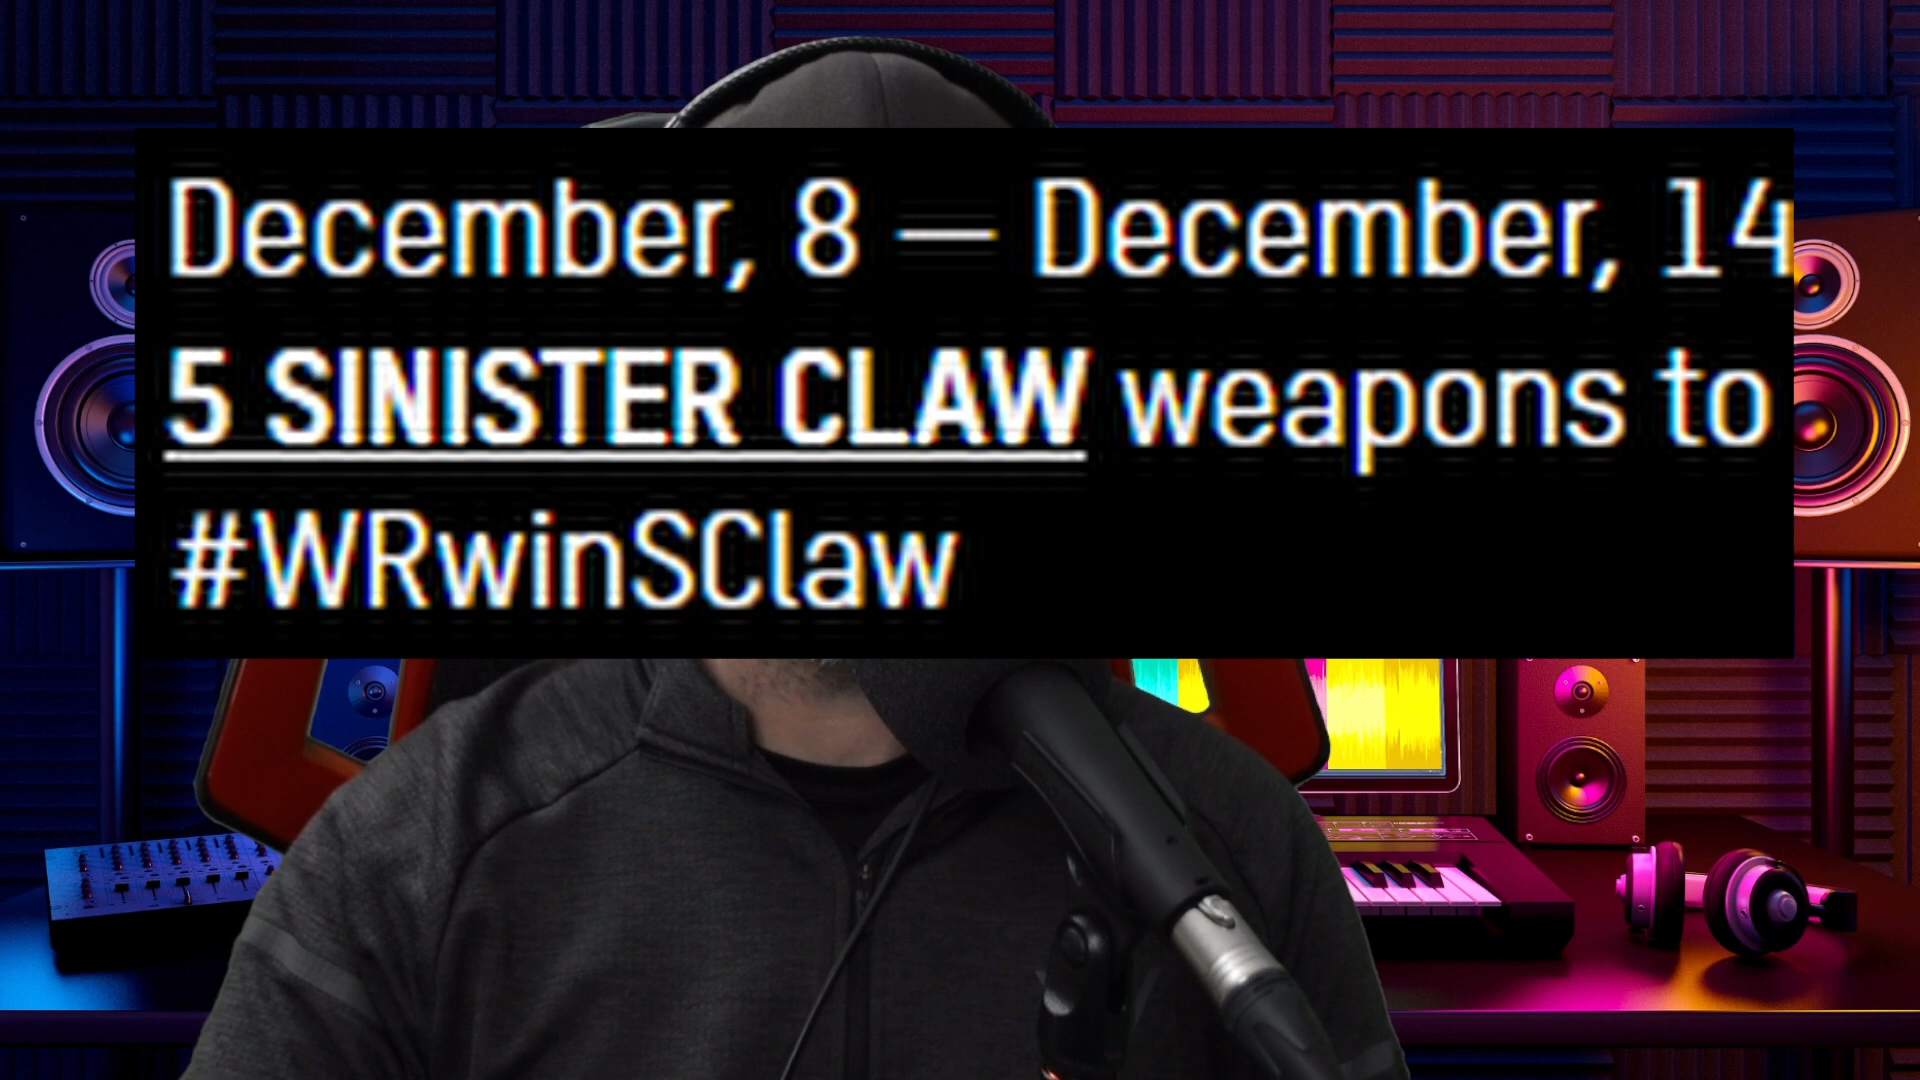 December, 8 — December, 14
5 SINISTER CLAW weapons to
#WRwinSClaw